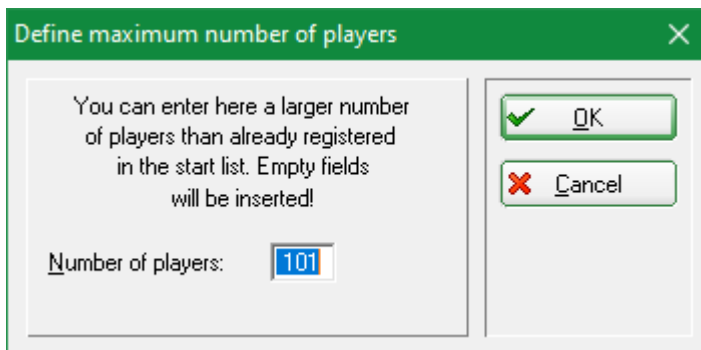 Define maximum number of players
You can enter here a larger number
of players than already registered
in the start list. Empty fields
will be inserted!
Number of players: 101
OK
Cancel